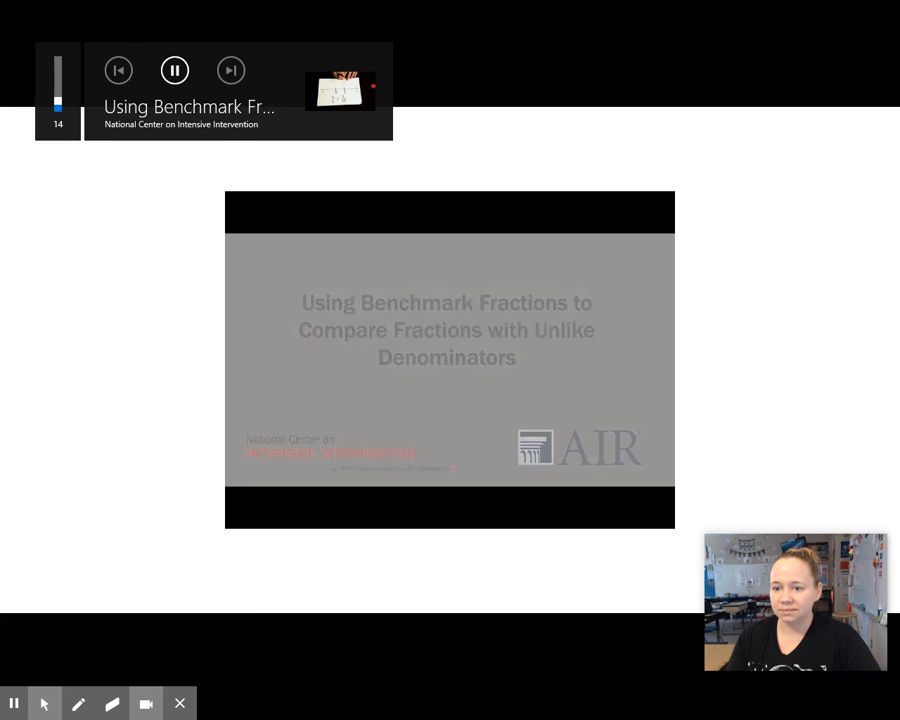 Using Benchmark Fr...
14
National Center on Intensive Intervention
Using Benchmark Fractions to
Compare Fractions with Unlike
Denominators
National Center on
INTENSIVE INTERVENTION
AIR